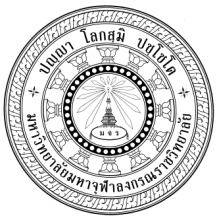 ปญฺญา โลกสฺมิ ปชฺโชโต
ม จ ร
มหาวิทยาลัยมหาจุฬาลงกรณราชวิทยาลัย